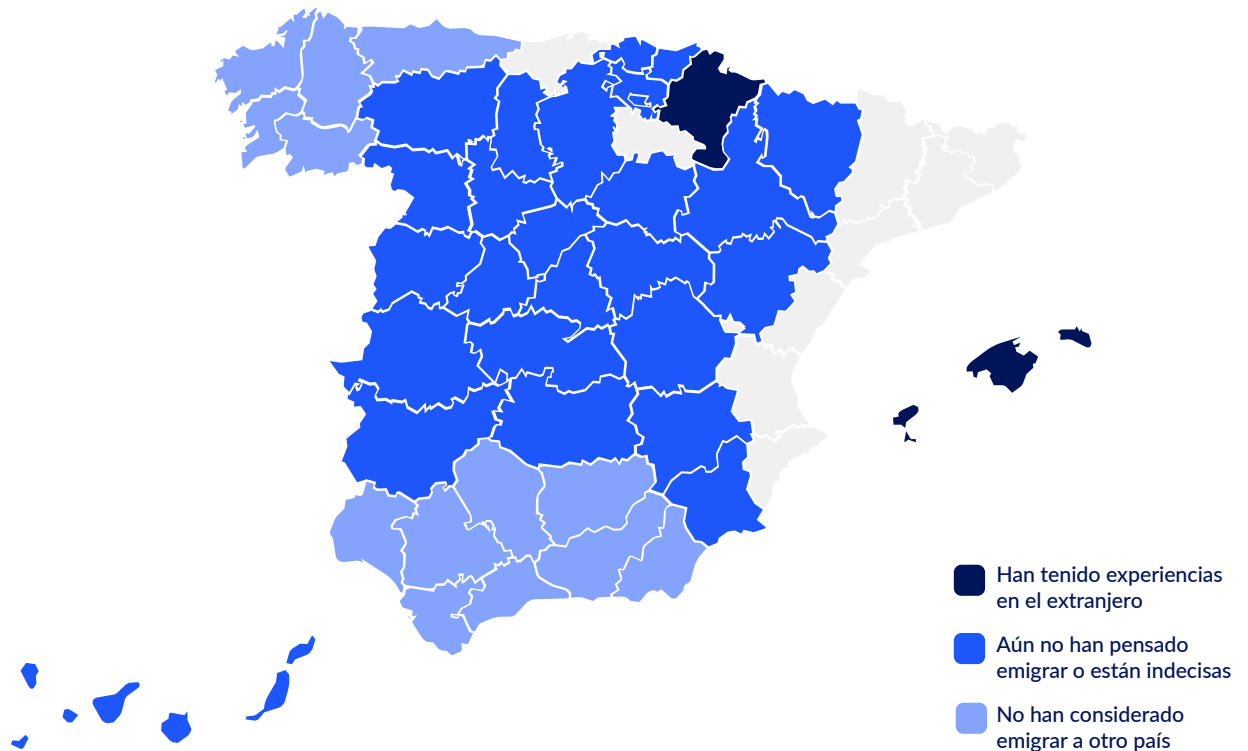 Han tenido experiencias
en el extranjero
Aún no han pensado
emigrar o están indecisas
No han considerado
emigrar a otro país